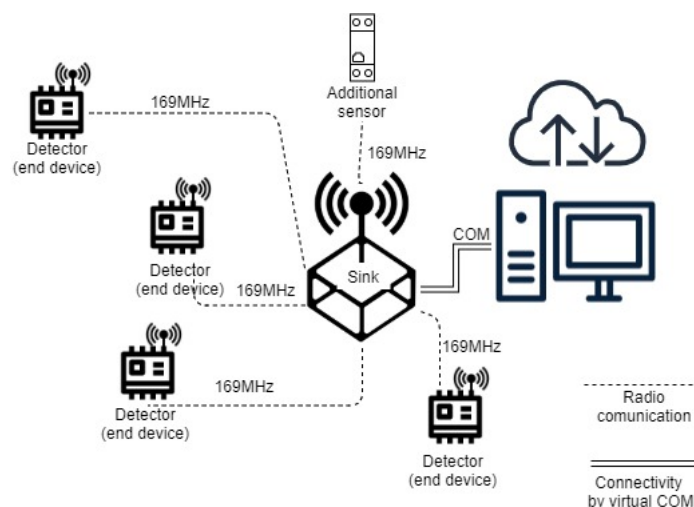 169MHz
Additional
sensor
Detector
(end device)
169MHz
COM
Detector
(end device)
Sink
169MHz
169MHz
Detector
(end device)
169MHz
Detector
(end device)
Radio
comunication
Connectivity
by virtual COM